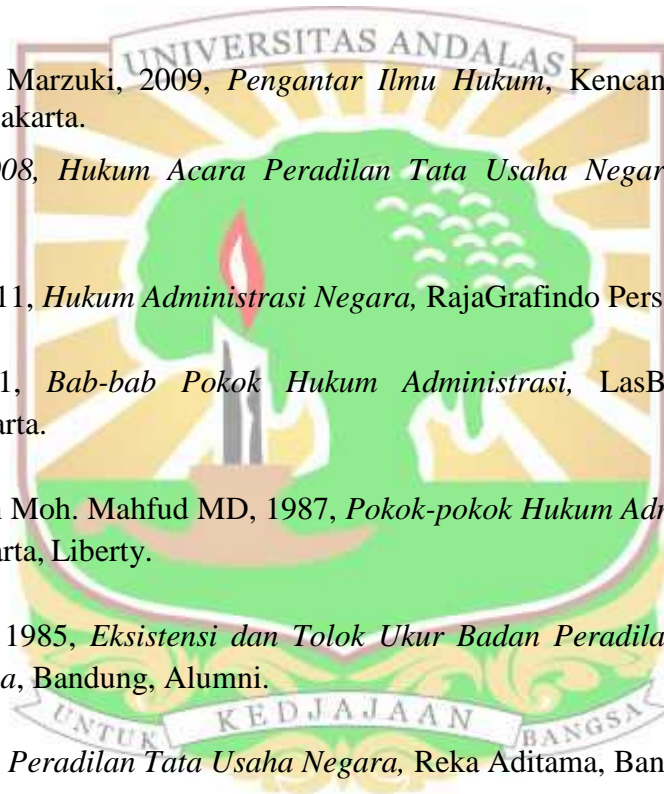 UNIVERSITAS ANDALAS
Marzuki, 2009, Pengantar Ilmu Hukum, Kencan
akarta.
008, Hukum Acara Peradilan Tata Usaha Negar
11, Hukum Administrasi Negara, RajaGrafindo Pers
1, Bab-bab Pokok Hukum Administrasi, LasB
arta.
n Moh. Mahfud MD, 1987, Pokok-pokok Hukum Adm
arta, Liberty.
1985, Eksistensi dan Tolok Ukur Badan Peradila
a, Bandung, Alumni.
UNTUK KEDJAJAAN BANGSA
Peradilan Tata Usaha Negara, Reka Aditama, Ban